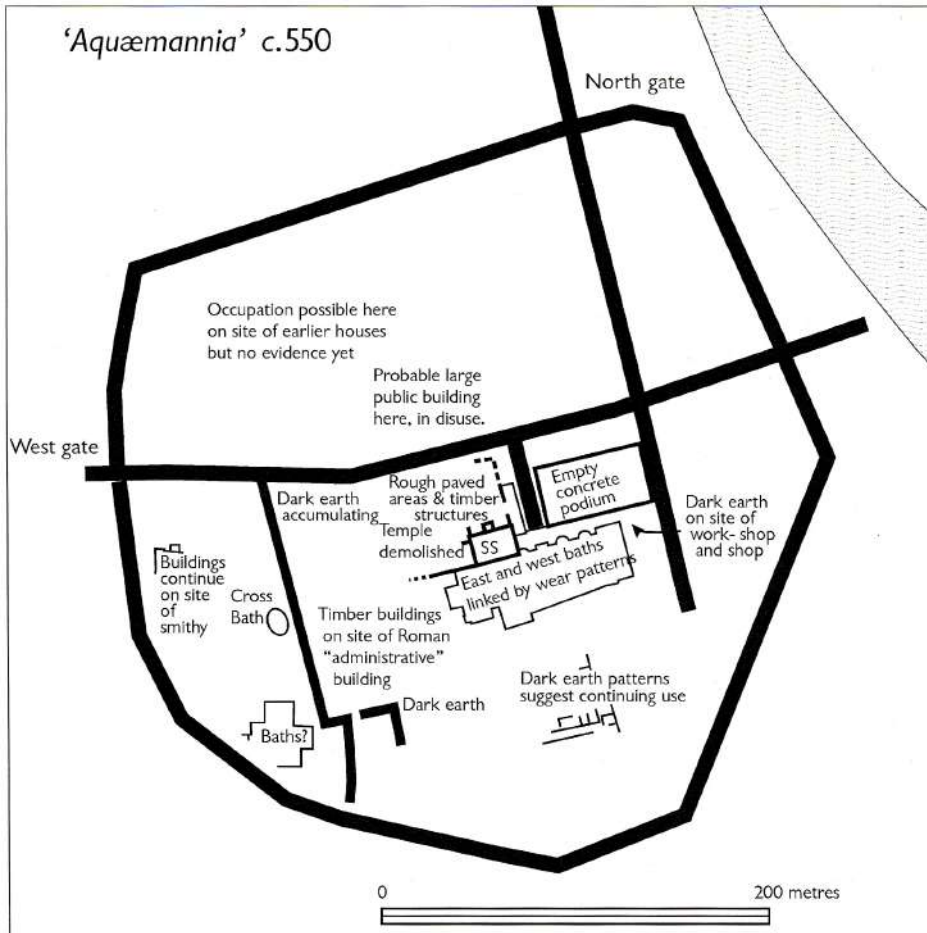 'Aquæmannia' c.550
North gate
Occupation possible here
on site of earlier houses
but no evidence yet
Probable large
public building
here, in disuse.
West gate
Dark earth
accumulating
Rough paved
areas & timber
structures
Empty
concrete
podium
Temple
demolished
SS
Dark earth
on site of
work- shop
and shop
East and west baths
linked by wear patterns
Buildings
continue
on site
of
smithy
Cross
Bath
Timber buildings
on site of Roman
"administrative"
building
Dark earth patterns
suggest continuing use
Dark earth
Baths?
0
200 metres